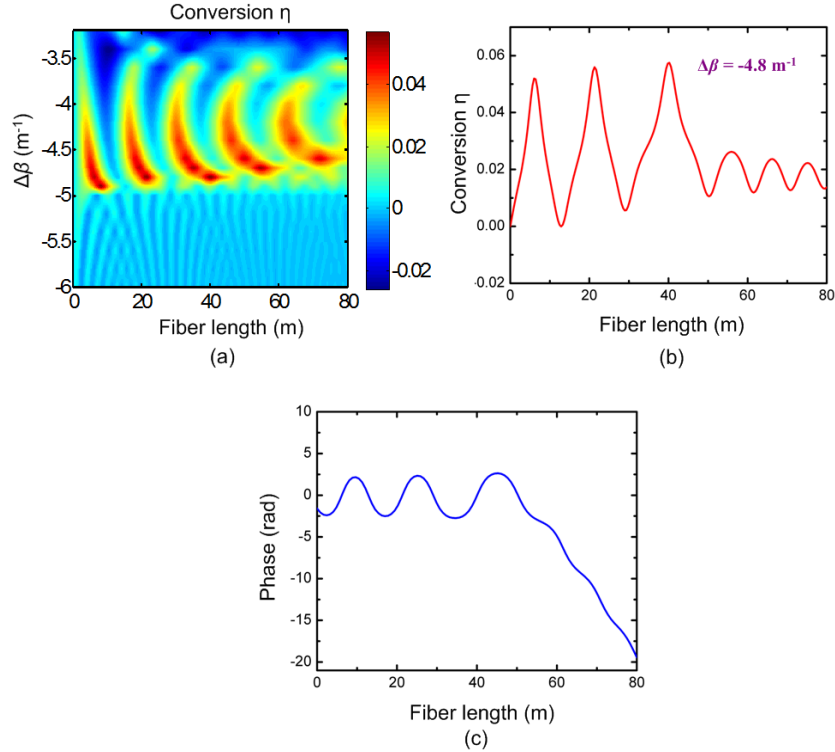 Conversion η
Δβ (m⁻¹)
-3.5
-4
-4.5
-5
-5.5
-6
0 20 40 60 80
Fiber length (m)
0.04
0.02
0
-0.02
(a)
Conversion η
0.06
0.04
0.02
0.00
-0.02
Δβ = -4.8 m⁻¹
0 20 40 60 80
Fiber length (m)
(b)
Phase (rad)
10
5
0
-5
-10
-15
-20
0 20 40 60 80
Fiber length (m)
(c)